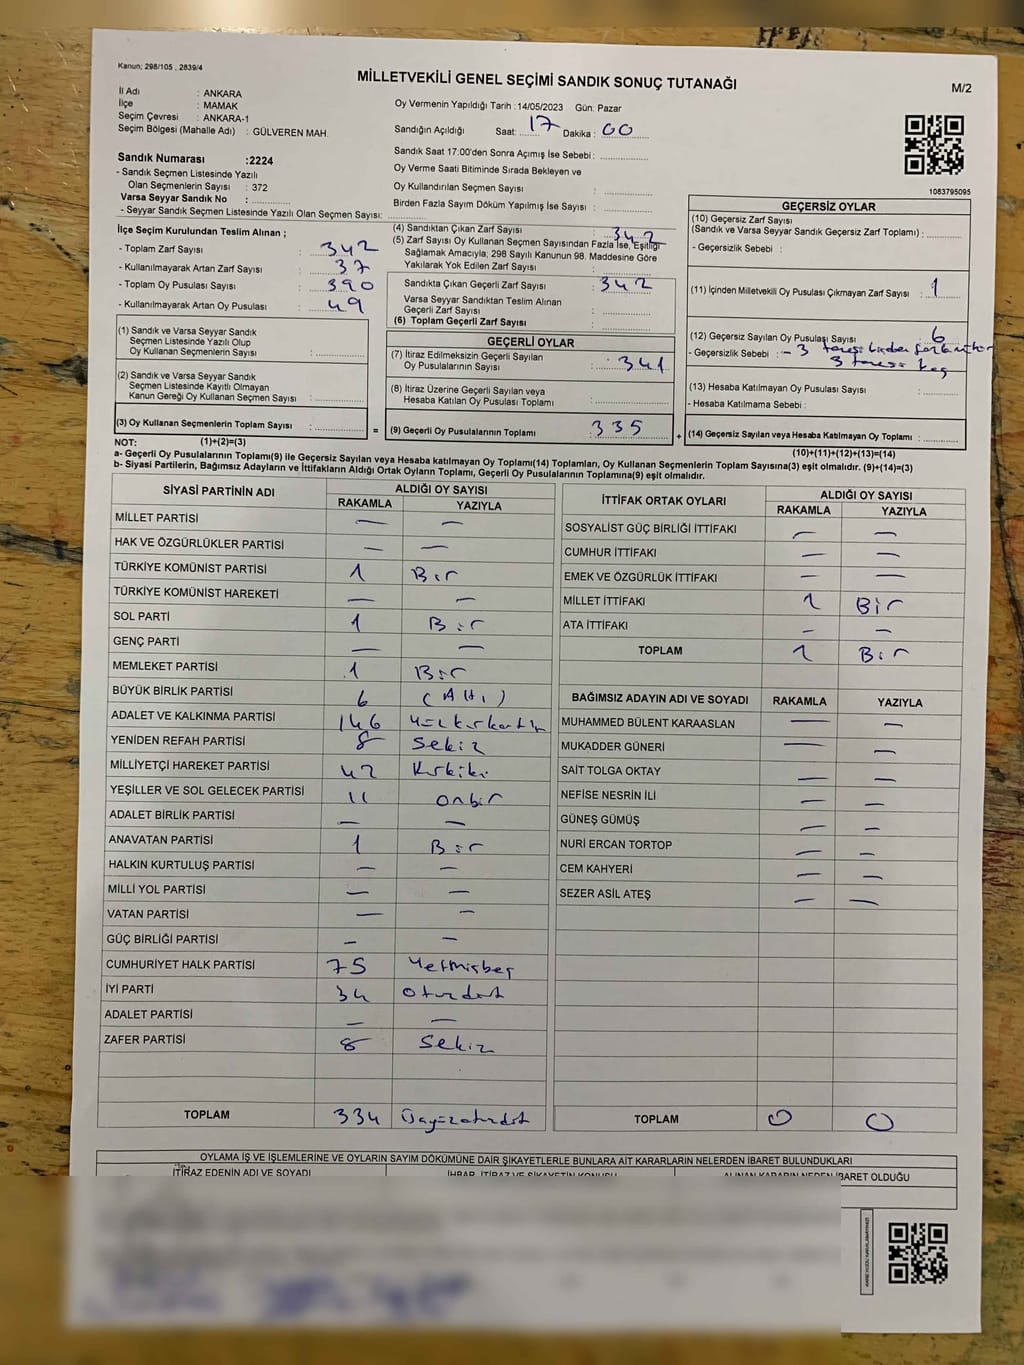 Kanun; 298/105 , 2839/4
MİLLETVEKİLİ GENEL SEÇİMİ SANDIK SONUÇ TUTANAĞI
M/2
İl Adı : ANKARA
İlçe : MAMAK
Seçim Çevresi : ANKARA-1
Seçim Bölgesi (Mahalle Adı) : GÜLVEREN MAH.
Oy Vermenin Yapıldığı Tarih :14/05/2023 Gün: Pazar
Sandığın Açıldığı Saat: 17 Dakika : 00
Sandık Saat 17:00'den Sonra Açımış İse Sebebi :
Oy Verme Saati Bitiminde Sırada Bekleyen ve
Oy Kullandırılan Seçmen Sayısı :
Birden Fazla Sayım Döküm Yapılmış İse Sayısı :
1083795095
Sandık Numarası :2224
- Sandık Seçmen Listesinde Yazılı
Olan Seçmenlerin Sayısı : 372
Varsa Seyyar Sandık No :
- Seyyar Sandık Seçmen Listesinde Yazılı Olan Seçmen Sayısı:
İlçe Seçim Kurulundan Teslim Alınan ;
- Toplam Zarf Sayısı : 342
- Kullanılmayarak Artan Zarf Sayısı : 37
- Toplam Oy Pusulası Sayısı : 390
- Kullanılmayarak Artan Oy Pusulası : 49
(4) Sandıktan Çıkan Zarf Sayısı : 342
(5) Zarf Sayısı Oy Kullanan Seçmen Sayısından Fazla İse, Eşitliği
Sağlamak Amacıyla; 298 Sayılı Kanunun 98. Maddesine Göre
Yakılarak Yok Edilen Zarf Sayısı :
Sandıkta Çıkan Geçerli Zarf Sayısı : 342
Varsa Seyyar Sandıktan Teslim Alınan
Geçerli Zarf Sayısı :
(6) Toplam Geçerli Zarf Sayısı :
GEÇERSİZ OYLAR
(10) Geçersiz Zarf Sayısı
(Sandık ve Varsa Seyyar Sandık Geçersiz Zarf Toplamı) :
- Geçersizlik Sebebi :
(11) İçinden Milletvekili Oy Pusulası Çıkmayan Zarf Sayısı : 1
(12) Geçersiz Sayılan Oy Pusulası Sayısı : 6
- Geçersizlik Sebebi : - 3 tanesi birden fazla
3 tanesi boş
(13) Hesaba Katılmayan Oy Pusulası Sayısı :
- Hesaba Katılmama Sebebi :
(14) Geçersiz Sayılan veya Hesaba Katılmayan Oy Toplamı :
(1) Sandık ve Varsa Seyyar Sandık
Seçmen Listesinde Yazılı Olup
Oy Kullanan Seçmenlerin Sayısı :
(2) Sandık ve Varsa Seyyar Sandık
Seçmen Listesinde Kayıtlı Olmayan
Kanun Gereği Oy Kullanan Seçmen Sayısı :
(3) Oy Kullanan Seçmenlerin Toplam Sayısı : =
GEÇERLİ OYLAR
(7) İtiraz Edilmeksizin Geçerli Sayılan
Oy Pusulalarının Sayısı : 341
(8) İtiraz Üzerine Geçerli Sayılan veya
Hesaba Katılan Oy Pusulası Toplamı :
(9) Geçerli Oy Pusulalarının Toplamı : 335 +
NOT: (1)+(2)=(3)
(10)+(11)+(12)+(13)=(14)
a- Geçerli Oy Pusulalarının Toplamı(9) ile Geçersiz Sayılan veya Hesaba katılmayan Oy Toplamı(14) Toplamları, Oy Kullanan Seçmenlerin Toplam Sayısına(3) eşit olmalıdır. (9)+(14)=(3)
b- Siyasi Partilerin, Bağımsız Adayların ve İttifakların Aldığı Ortak Oyların Toplamı, Geçerli Oy Pusulalarının Toplamına(9) eşit olmalıdır.
SİYASİ PARTİNİN ADI ALDIĞI OY SAYISI
RAKAMLA YAZIYLA
MİLLET PARTİSİ — —
HAK VE ÖZGÜRLÜKLER PARTİSİ — —
TÜRKİYE KOMÜNİST PARTİSİ 1 Bir
TÜRKİYE KOMÜNİST HAREKETİ — —
SOL PARTİ 1 Bir
GENÇ PARTİ — —
MEMLEKET PARTİSİ 1 Bir
BÜYÜK BİRLİK PARTİSİ 6 (Altı)
ADALET VE KALKINMA PARTİSİ 146 Yüzkırkaltı
YENİDEN REFAH PARTİSİ 8 Sekiz
MİLLİYETÇİ HAREKET PARTİSİ 42 Kırkiki
YEŞİLLER VE SOL GELECEK PARTİSİ 11 onbir
ADALET BİRLİK PARTİSİ — —
ANAVATAN PARTİSİ 1 Bir
HALKIN KURTULUŞ PARTİSİ — —
MİLLİ YOL PARTİSİ — —
VATAN PARTİSİ — —
GÜÇ BİRLİĞİ PARTİSİ — —
CUMHURİYET HALK PARTİSİ 75 Yetmişbeş
İYİ PARTİ 34 Otuzdört
ADALET PARTİSİ — —
ZAFER PARTİSİ 8 Sekiz
TOPLAM 334 Üçyüzotuzdört
İTTİFAK ORTAK OYLARI ALDIĞI OY SAYISI
RAKAMLA YAZIYLA
SOSYALİST GÜÇ BİRLİĞİ İTTİFAKI — —
CUMHUR İTTİFAKI — —
EMEK VE ÖZGÜRLÜK İTTİFAKI — —
MİLLET İTTİFAKI 1 Bir
ATA İTTİFAKI — —
TOPLAM 1 Bir
BAĞIMSIZ ADAYIN ADI VE SOYADI RAKAMLA YAZIYLA
MUHAMMED BÜLENT KARAASLAN — —
MUKADDER GÜNERİ — —
SAİT TOLGA OKTAY — —
NEFİSE NESRİN İLİ — —
GÜNEŞ GÜMÜŞ — —
NURİ ERCAN TORTOP — —
CEM KAHYERİ — —
SEZER ASİL ATEŞ — —
TOPLAM 0 0
OYLAMA İŞ VE İŞLEMLERİNE VE OYLARIN SAYIM DÖKÜMÜNE DAİR ŞİKAYETLERLE BUNLARA AİT KARARLARIN NELERDEN İBARET BULUNDUKLARI
İTİRAZ EDENİN ADI VE SOYADI İHBAR, İTİRAZ VE ŞİKAYETİN KONUSU ALINAN KARARIN NEDEN İBARET OLDUĞU